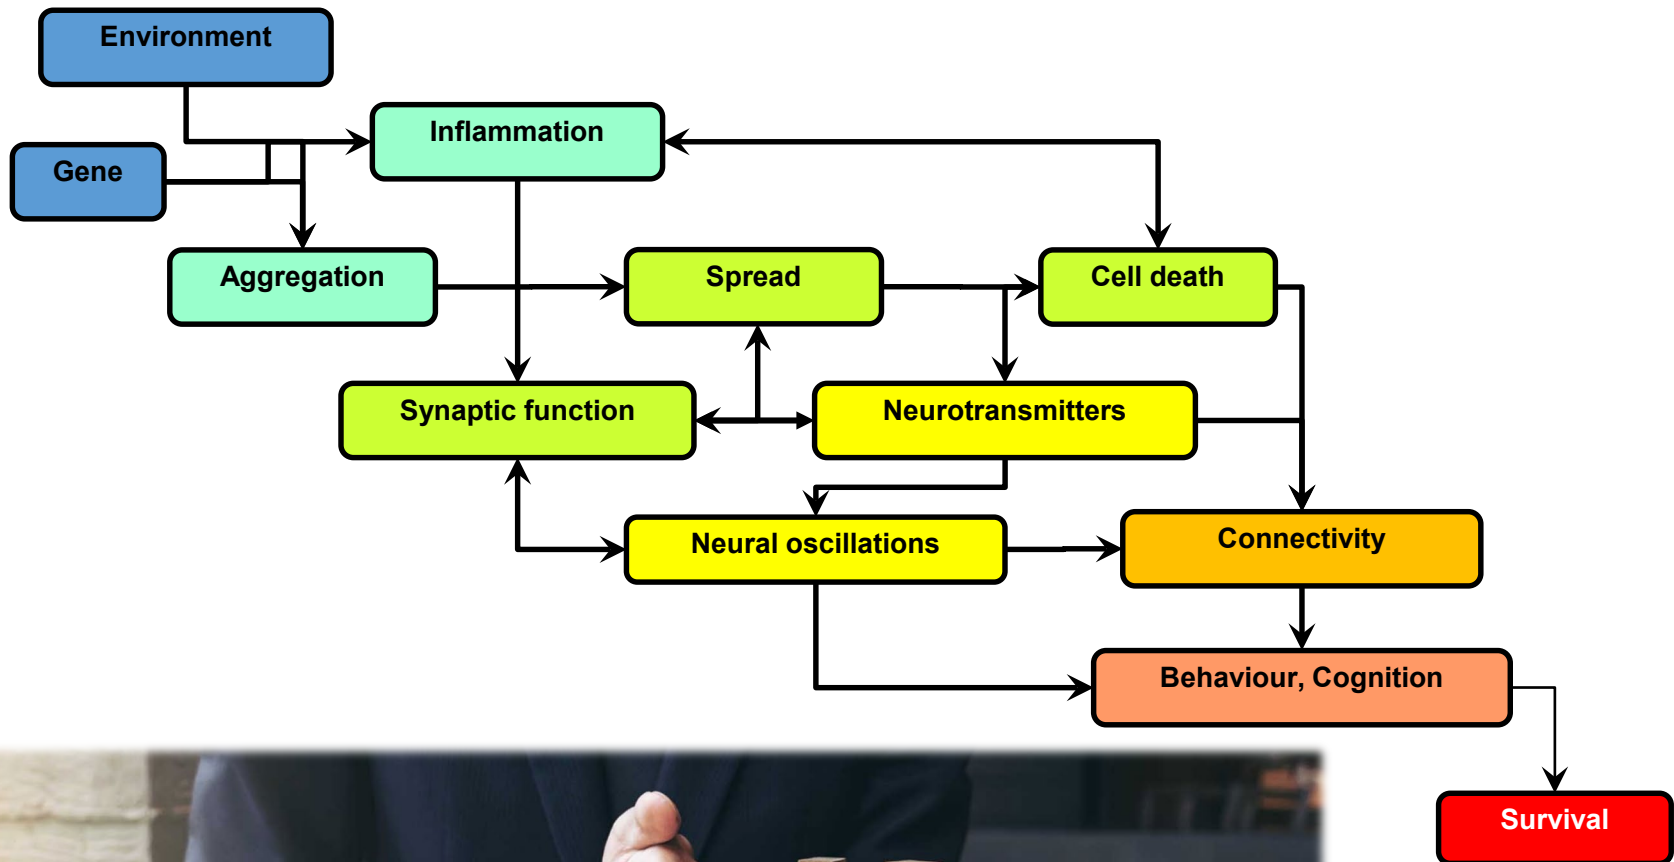 Environment
Inflammation
Gene
Aggregation
Spread
Cell death
Synaptic function
Neurotransmitters
Neural oscillations
Connectivity
Behaviour, Cognition
Survival